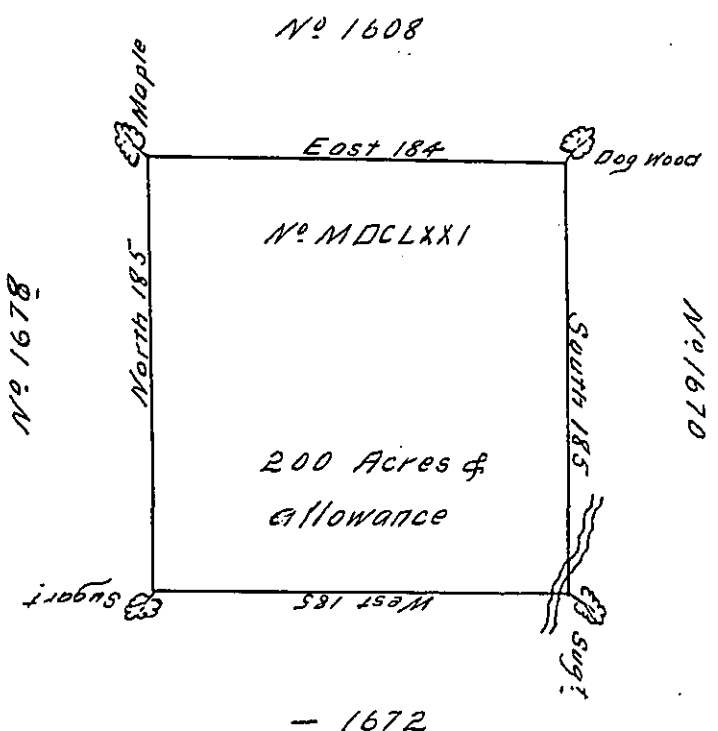 Nº 1608
Maple
East 184
Dog Wood
Nº MDCLXXI
Nº 1678
North 185
South 185
Nº 1670
200 Acres &
allowance
Sugar:
West 185
Sugr:
— 1672